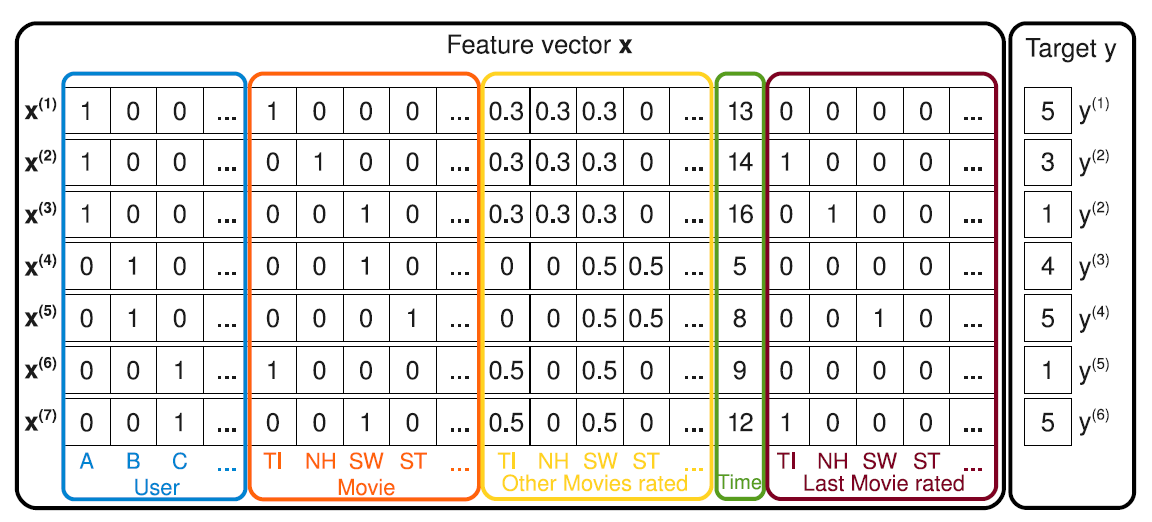 Feature vector x Target y
x(1) 1 0 0 ... 1 0 0 0 ... 0.3 0.3 0.3 0 ... 13 0 0 0 0 ... 5 y(1)
x(2) 1 0 0 ... 0 1 0 0 ... 0.3 0.3 0.3 0 ... 14 1 0 0 0 ... 3 y(2)
x(3) 1 0 0 ... 0 0 1 0 ... 0.3 0.3 0.3 0 ... 16 0 1 0 0 ... 1 y(2)
x(4) 0 1 0 ... 0 0 1 0 ... 0 0 0.5 0.5 ... 5 0 0 0 0 ... 4 y(3)
x(5) 0 1 0 ... 0 0 0 1 ... 0 0 0.5 0.5 ... 8 0 0 1 0 ... 5 y(4)
x(6) 0 0 1 ... 1 0 0 0 ... 0.5 0 0.5 0 ... 9 0 0 0 0 ... 1 y(5)
x(7) 0 0 1 ... 0 0 1 0 ... 0.5 0 0.5 0 ... 12 1 0 0 0 ... 5 y(6)
A B C ... TI NH SW ST ... TI NH SW ST ... TI NH SW ST ...
User Movie Other Movies rated Time Last Movie rated